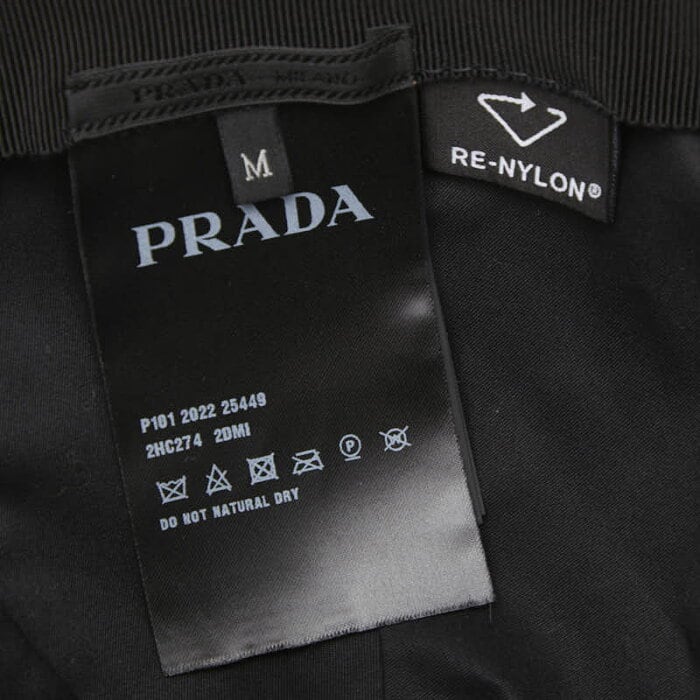 PRADA MILANO
M
RE-NYLON®
PRADA
P101 2022 25449
2HC274 2DMI
P W
DO NOT NATURAL DRY